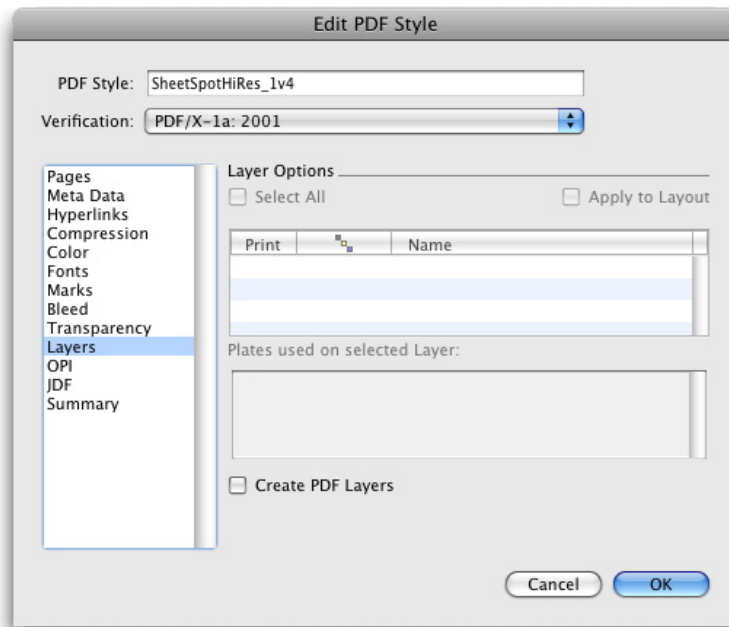 Edit PDF Style
PDF Style: SheetSpotHiRes_1v4
Verification: PDF/X-1a: 2001
Pages
Meta Data
Hyperlinks
Compression
Color
Fonts
Marks
Bleed
Transparency
Layers
OPI
JDF
Summary
Layer Options
Select All Apply to Layout
Print Name
Plates used on selected Layer:
Create PDF Layers
Cancel OK